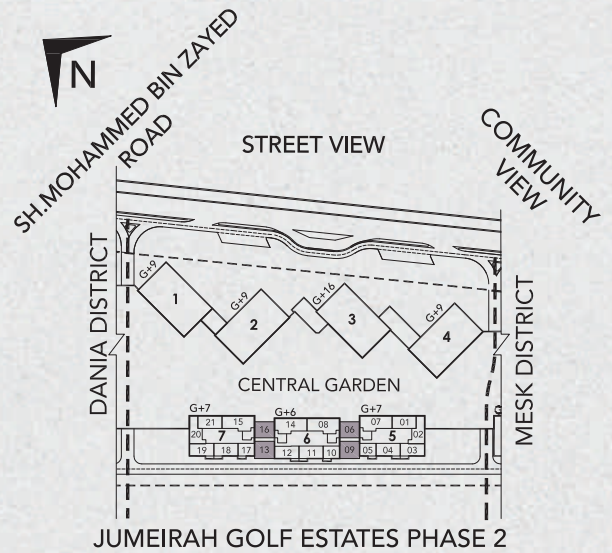 N
SH.MOHAMMED BIN ZAYED
ROAD
STREET VIEW
COMMUNITY
VIEW
DANIA DISTRICT
MESK DISTRICT
G+9
1
G+9
2
G+16
3
G+9
4
CENTRAL GARDEN
G+7 G+6 G+7
21 15 16 14 08 06 07 01
20 7 6 5 02
19 18 17 13 12 11 10 09 05 04 03
JUMEIRAH GOLF ESTATES PHASE 2